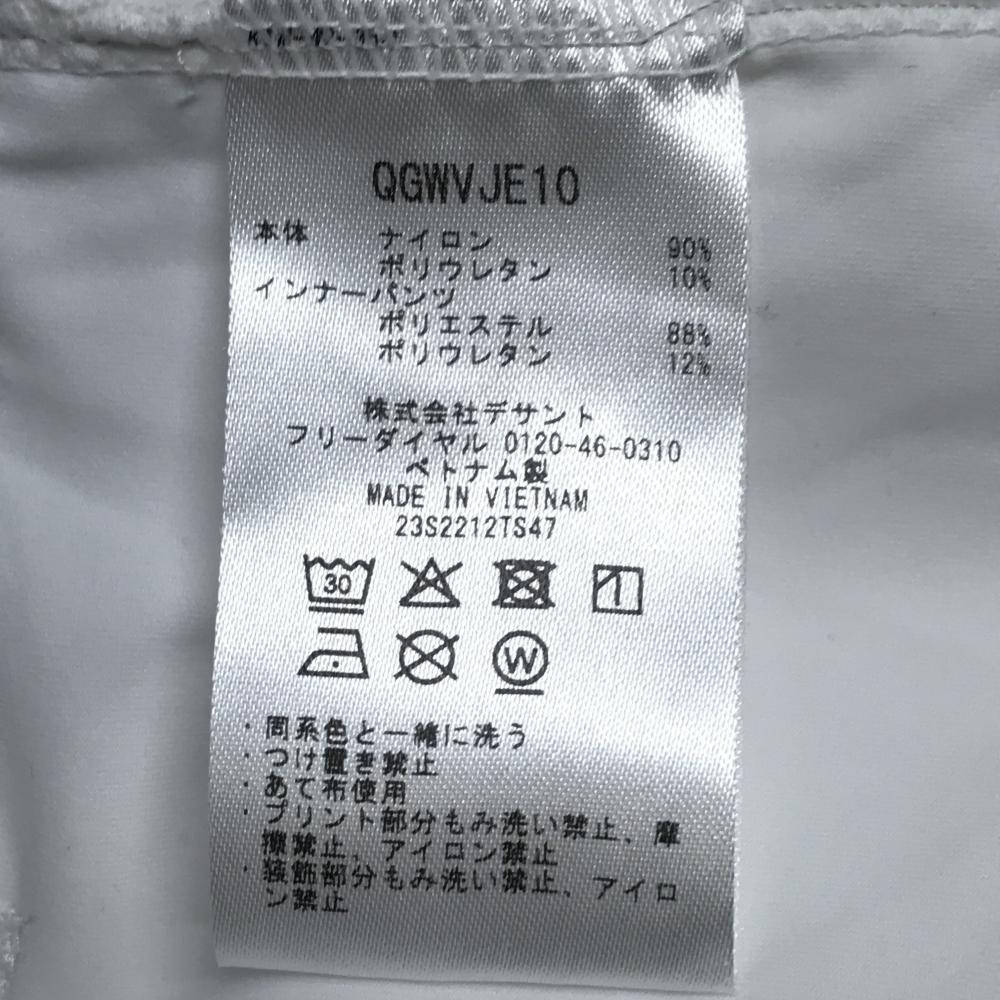 QGWVJE10
本体 ナイロン 90%
ポリウレタン 10%
インナーパンツ
ポリエステル 88%
ポリウレタン 12%
株式会社デサント
フリーダイヤル 0120-46-0310
ベトナム製
MADE IN VIETNAM
23S2212TS47
30
W
・同系色と一緒に洗う
・つけ置き禁止
・あて布使用
・プリント部分もみ洗い禁止、摩
擦禁止、アイロン禁止
・装飾部分もみ洗い禁止、アイロ
ン禁止